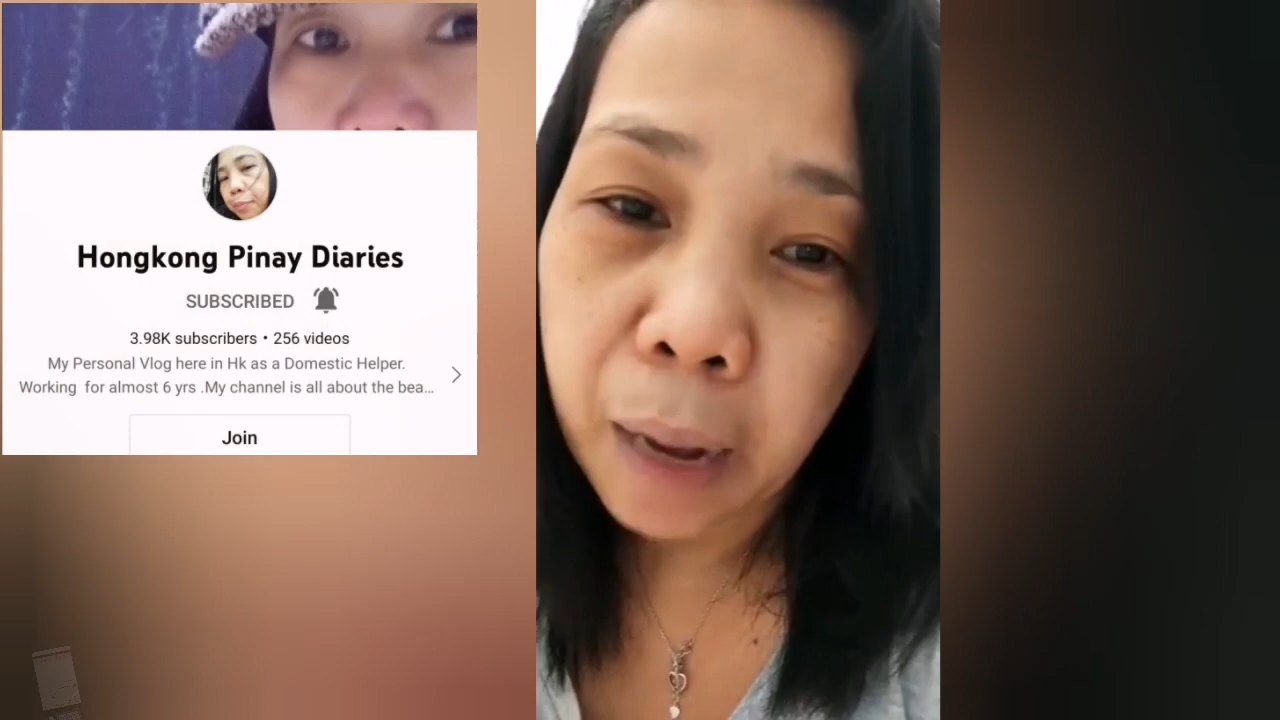 Hongkong Pinay Diaries
SUBSCRIBED
3.98K subscribers • 256 videos
My Personal Vlog here in Hk as a Domestic Helper.
Working for almost 6 yrs .My channel is all about the bea...
Join